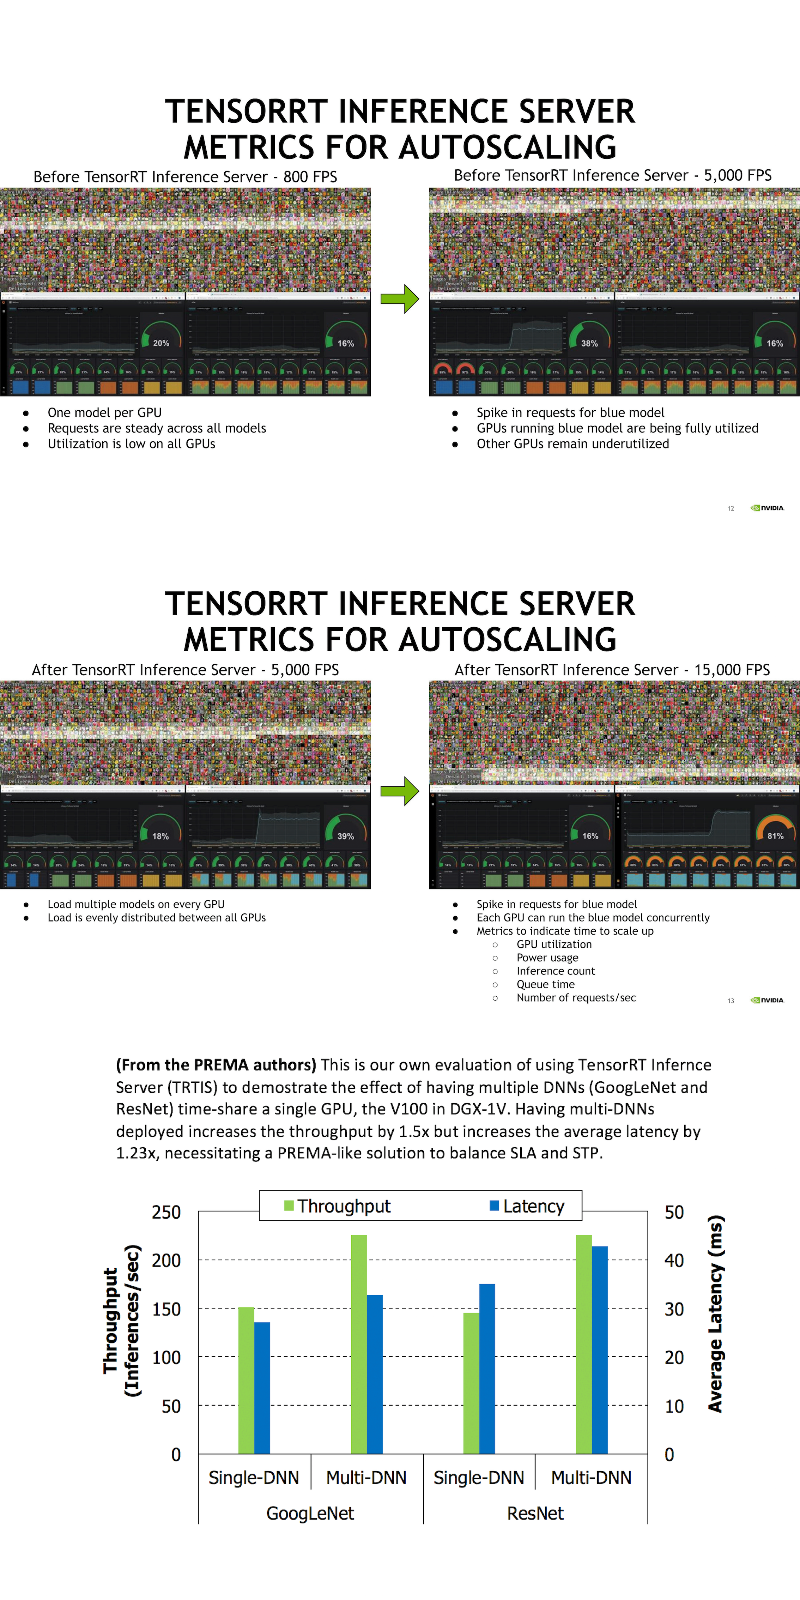 TENSORRT INFERENCE SERVER
METRICS FOR AUTOSCALING
Before TensorRT Inference Server - 800 FPS
Before TensorRT Inference Server - 5,000 FPS
20%
16%
38%
16%
● One model per GPU
● Requests are steady across all models
● Utilization is low on all GPUs
● Spike in requests for blue model
● GPUs running blue model are being fully utilized
● Other GPUs remain underutilized
12
NVIDIA.
TENSORRT INFERENCE SERVER
METRICS FOR AUTOSCALING
After TensorRT Inference Server - 5,000 FPS
After TensorRT Inference Server - 15,000 FPS
18%
39%
16%
81%
● Load multiple models on every GPU
● Load is evenly distributed between all GPUs
● Spike in requests for blue model
● Each GPU can run the blue model concurrently
● Metrics to indicate time to scale up
○ GPU utilization
○ Power usage
○ Inference count
○ Queue time
○ Number of requests/sec
13
NVIDIA.
(From the PREMA authors) This is our own evaluation of using TensorRT Infernce
Server (TRTIS) to demostrate the effect of having multiple DNNs (GoogLeNet and
ResNet) time-share a single GPU, the V100 in DGX-1V. Having multi-DNNs
deployed increases the throughput by 1.5x but increases the average latency by
1.23x, necessitating a PREMA-like solution to balance SLA and STP.
Throughput
Latency
Throughput
(Inferences/sec)
250
200
150
100
50
0
50
40
30
20
10
0
Average Latency (ms)
Single-DNN
Multi-DNN
Single-DNN
Multi-DNN
GoogLeNet
ResNet